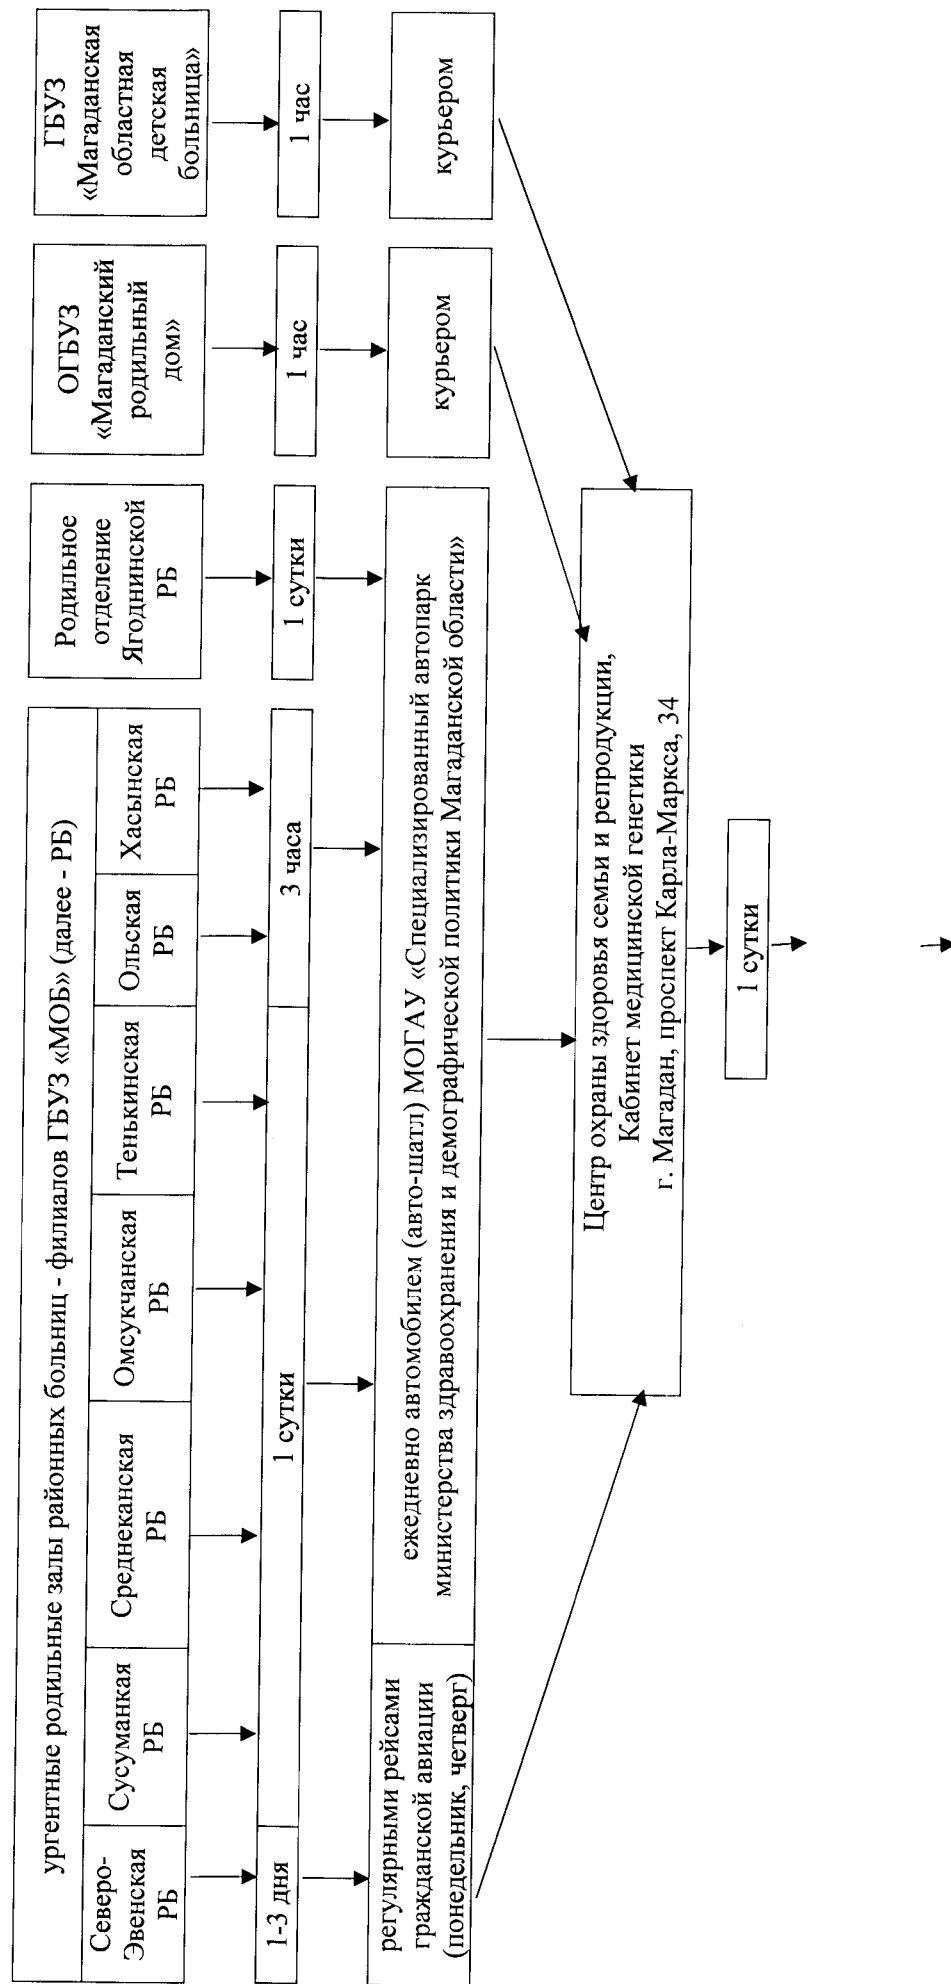 ургентные родильные залы районных больниц - филиалов ГБУЗ «МОБ» (далее - РБ)
Северо-
Эвенская
РБ
Сусуманкая
РБ
Среднеканская
РБ
Омсукчанская
РБ
Тенькинская
РБ
Ольская
РБ
Хасынская
РБ
Родильное
отделение
Ягоднинской
РБ
ОГБУЗ
«Магаданский
родильный
дом»
ГБУЗ
«Магаданская
областная
детская
больница»
1-3 дня
1 сутки
3 часа
1 сутки
1 час
1 час
регулярными рейсами
гражданской авиации
(понедельник, четверг)
ежедневно автомобилем (авто-шатл) МОГАУ «Специализированный автопарк
министерства здравоохранения и демографической политики Магаданской области»
курьером
курьером
Центр охраны здоровья семьи и репродукции,
Кабинет медицинской генетики
г. Магадан, проспект Карла-Маркса, 34
1 сутки